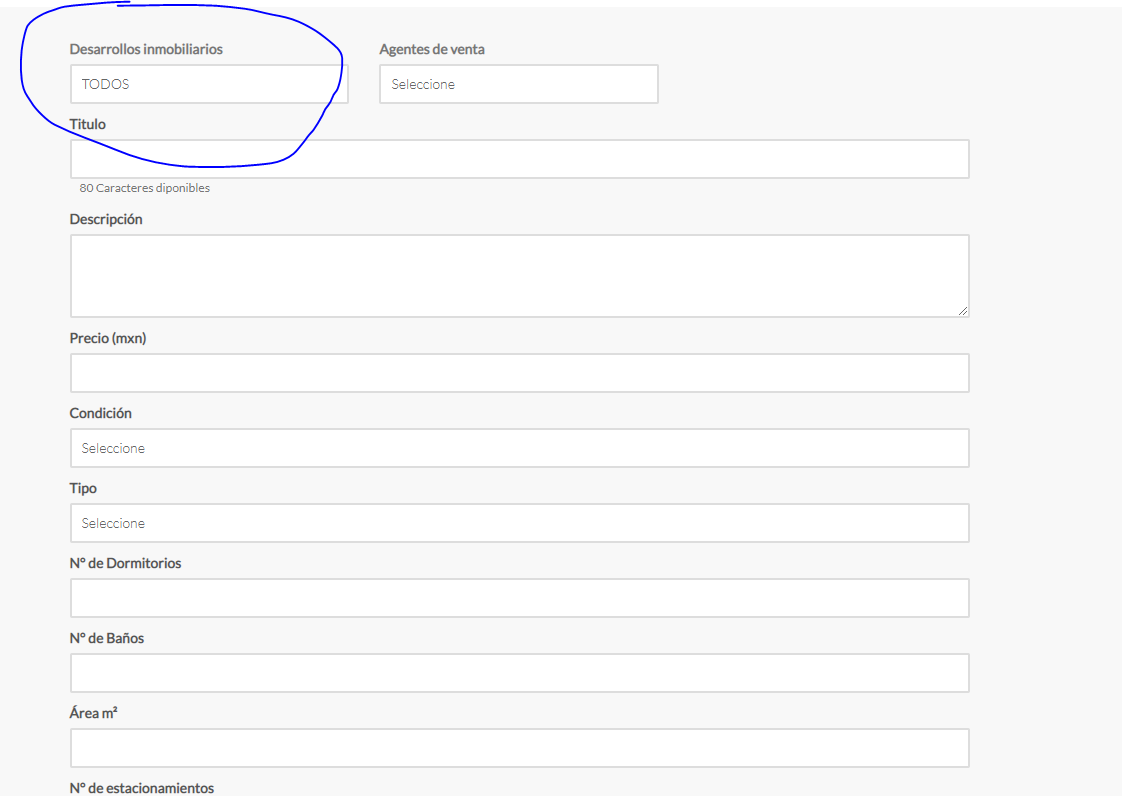 Desarrollos inmobiliarios
Agentes de venta
TODOS
Seleccione
Titulo
80 Caracteres diponibles
Descripción
Precio (mxn)
Condición
Seleccione
Tipo
Seleccione
N° de Dormitorios
N° de Baños
Área m²
N° de estacionamientos